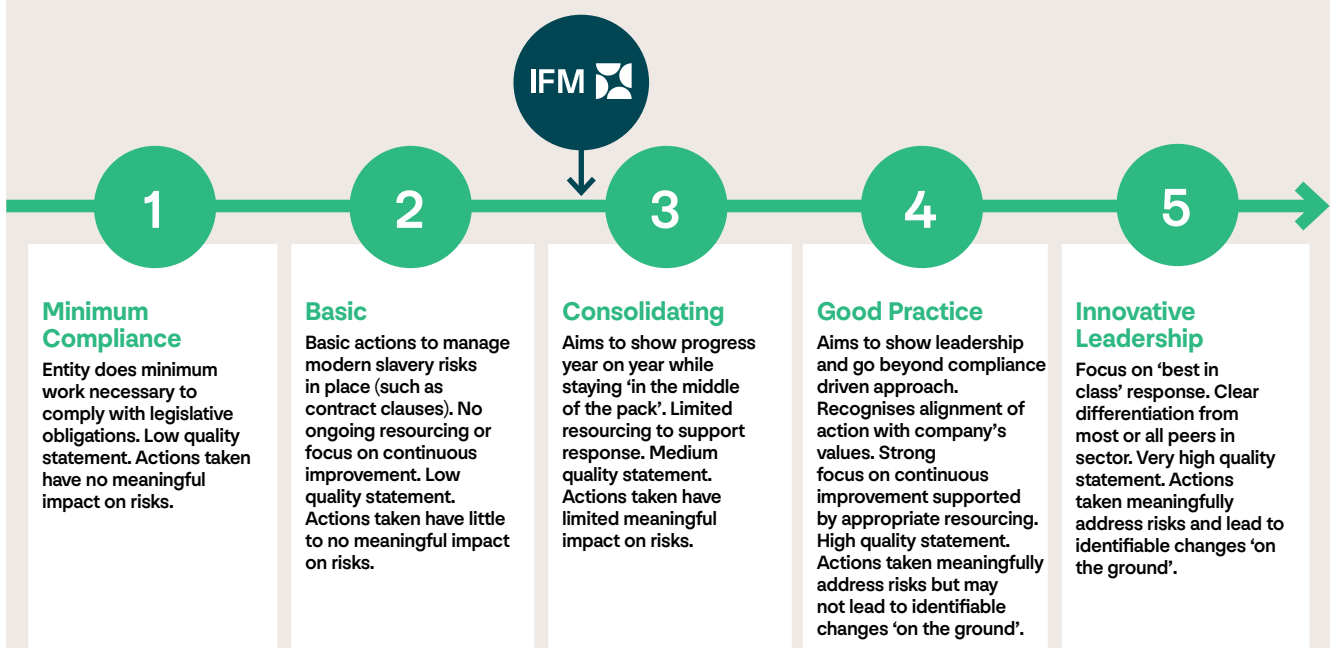 IFM
1
2
3
4
5
Minimum
Compliance
Entity does minimum
work necessary to
comply with legislative
obligations. Low quality
statement. Actions taken
have no meaningful
impact on risks.
Basic
Basic actions to manage
modern slavery risks
in place (such as
contract clauses). No
ongoing resourcing or
focus on continuous
improvement. Low
quality statement.
Actions taken have little
to no meaningful impact
on risks.
Consolidating
Aims to show progress
year on year while
staying ‘in the middle
of the pack’. Limited
resourcing to support
response. Medium
quality statement.
Actions taken have
limited meaningful
impact on risks.
Good Practice
Aims to show leadership
and go beyond compliance
driven approach.
Recognises alignment of
action with company’s
values. Strong
focus on continuous
improvement supported
by appropriate resourcing.
High quality statement.
Actions taken meaningfully
address risks but may
not lead to identifiable
changes ‘on the ground’.
Innovative
Leadership
Focus on ‘best in
class’ response. Clear
differentiation from
most or all peers in
sector. Very high quality
statement. Actions
taken meaningfully
address risks and lead to
identifiable changes ‘on
the ground’.